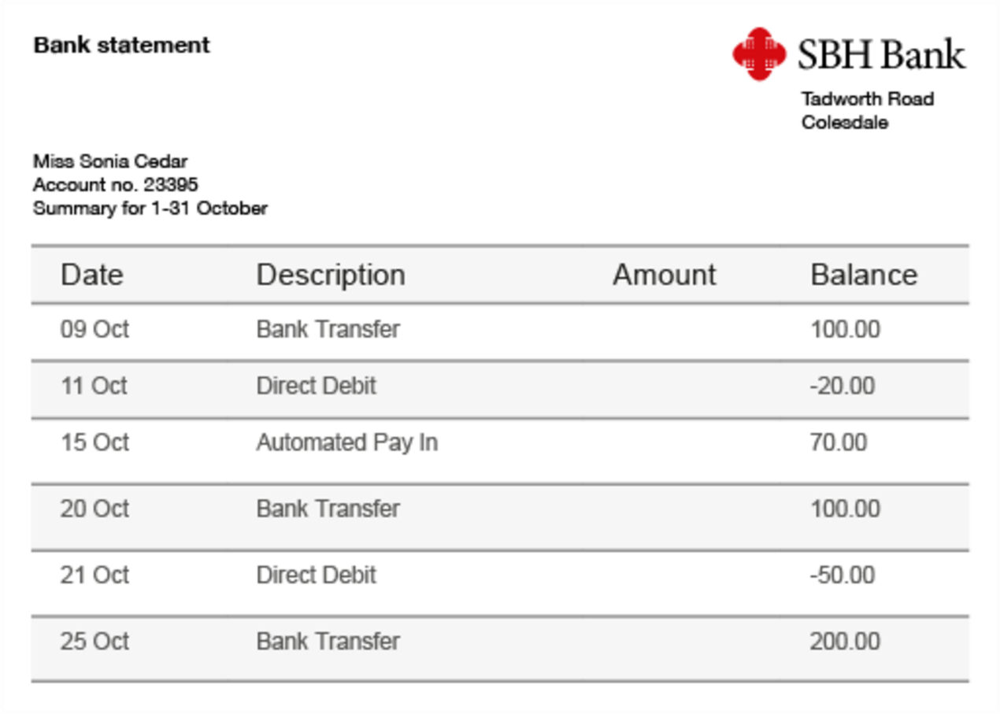 Bank statement
SBH Bank
Tadworth Road
Colesdale
Miss Sonia Cedar
Account no. 23395
Summary for 1-31 October
Date Description Amount Balance
09 Oct Bank Transfer 100.00
11 Oct Direct Debit -20.00
15 Oct Automated Pay In 70.00
20 Oct Bank Transfer 100.00
21 Oct Direct Debit -50.00
25 Oct Bank Transfer 200.00